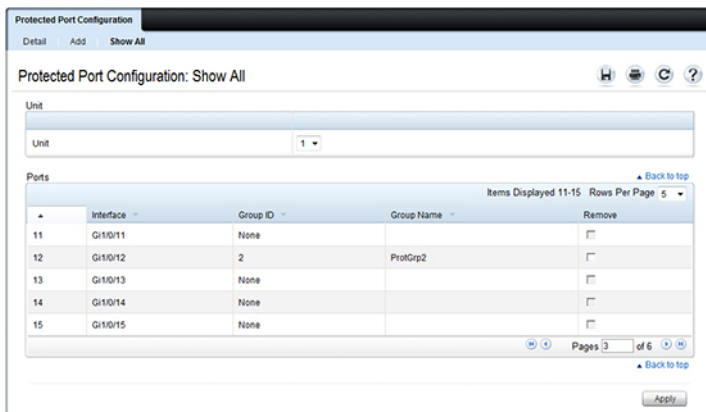 Protected Port Configuration
Detail Add Show All
Protected Port Configuration: Show All
Unit
Unit 1
Ports
Back to top
Items Displayed 11-15 Rows Per Page 5
Interface Group ID Group Name Remove
11 Gi1/0/11 None
12 Gi1/0/12 2 ProtGrp2
13 Gi1/0/13 None
14 Gi1/0/14 None
15 Gi1/0/15 None
Pages 3 of 6
Back to top
Apply